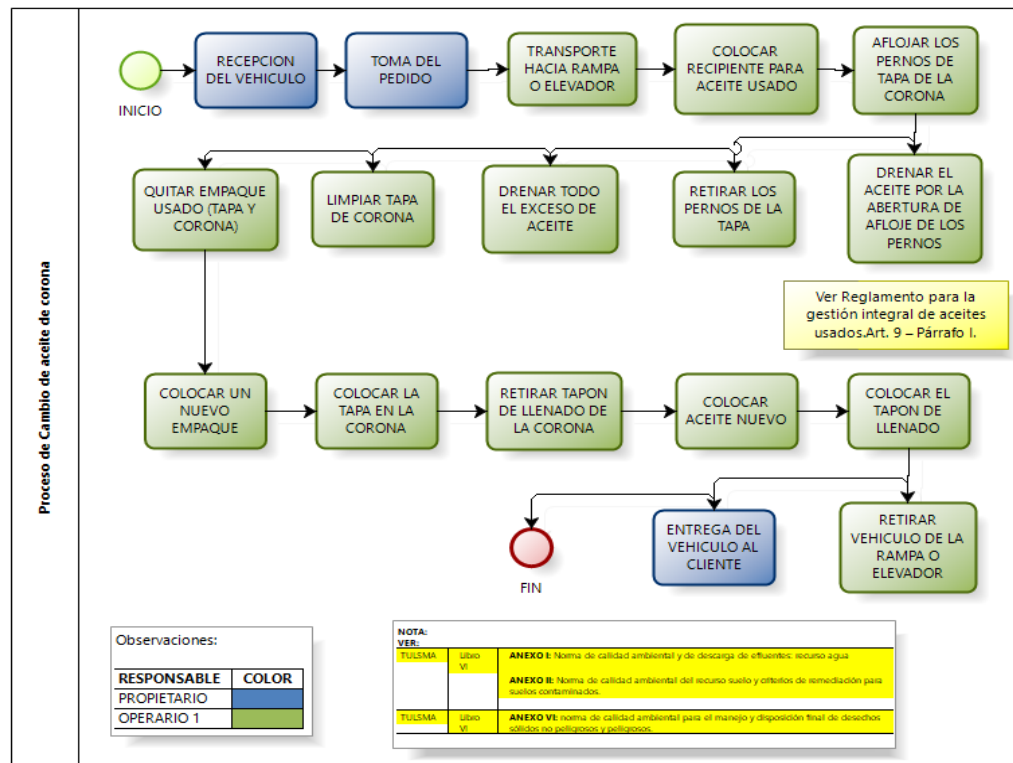 Proceso de Cambio de aceite de corona
INICIO
RECEPCION
DEL VEHICULO
TOMA DEL
PEDIDO
TRANSPORTE
HACIA RAMPA
O ELEVADOR
COLOCAR
RECIPIENTE PARA
ACEITE USADO
AFLOJAR LOS
PERNOS DE
TAPA DE LA
CORONA
QUITAR EMPAQUE
USADO (TAPA Y
CORONA)
LIMPIAR TAPA
DE CORONA
DRENAR TODO
EL EXCESO DE
ACEITE
RETIRAR LOS
PERNOS DE LA
TAPA
DRENAR EL
ACEITE POR LA
ABERTURA DE
AFLOJE DE LOS
PERNOS
Ver Reglamento para la
gestión integral de aceites
usados.Art. 9 – Párrafo I.
COLOCAR UN
NUEVO
EMPAQUE
COLOCAR LA
TAPA EN LA
CORONA
RETIRAR TAPON
DE LLENADO DE
LA CORONA
COLOCAR
ACEITE NUEVO
COLOCAR EL
TAPON DE
LLENADO
FIN
ENTREGA DEL
VEHICULO AL
CLIENTE
RETIRAR
VEHICULO DE LA
RAMPA O
ELEVADOR
Observaciones:
RESPONSABLE COLOR
PROPIETARIO
OPERARIO 1
NOTA:
VER:
TULSMA Libro VI ANEXO I: Norma de calidad ambiental y de descarga de efluentes: recurso agua
ANEXO II: Norma de calidad ambiental del recurso suelo y criterios de remediación para
suelos contaminados.
TULSMA Libro VI ANEXO VI: norma de calidad ambiental para el manejo y disposición final de desechos
sólidos no peligrosos y peligrosos.